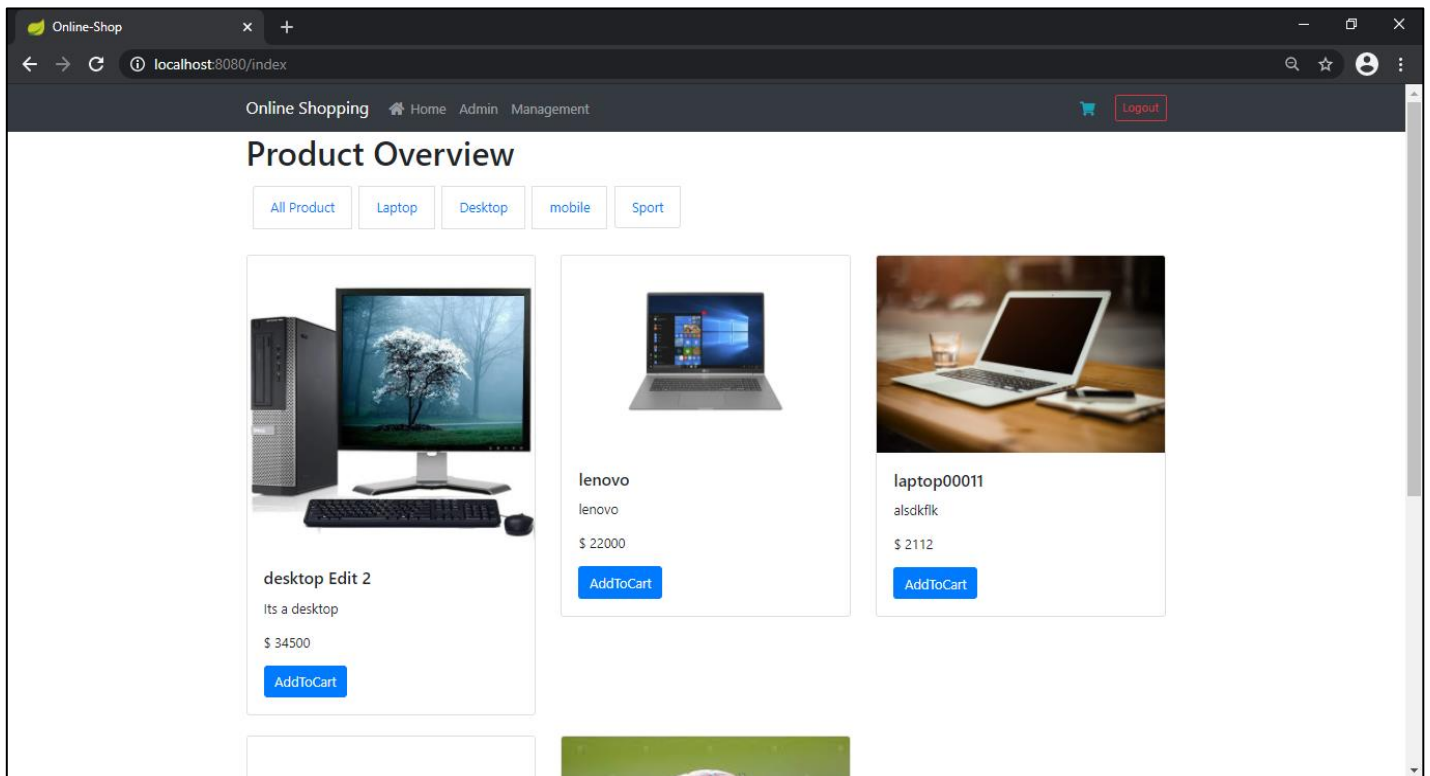 Online-Shop
localhost:8080/index
Online Shopping Home Admin Management Logout
Product Overview
All Product Laptop Desktop mobile Sport
desktop Edit 2
Its a desktop
$ 34500
AddToCart
lenovo
lenovo
$ 22000
AddToCart
laptop00011
alsdkflk
$ 2112
AddToCart